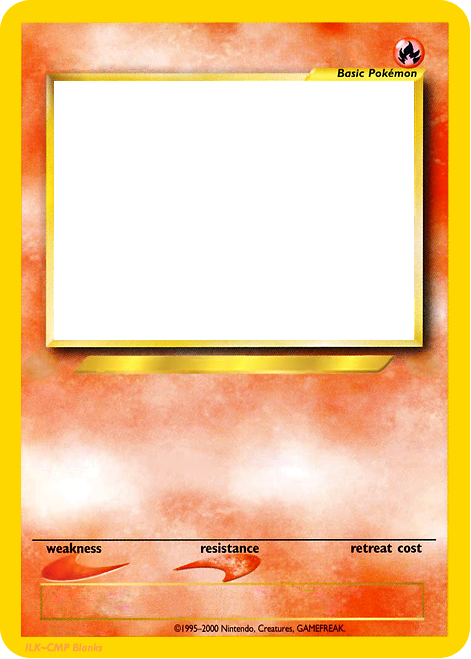 Basic Pokémon
weakness resistance retreat cost
©1995-2000 Nintendo, Creatures, GAMEFREAK.
ILK~CMP Blanks